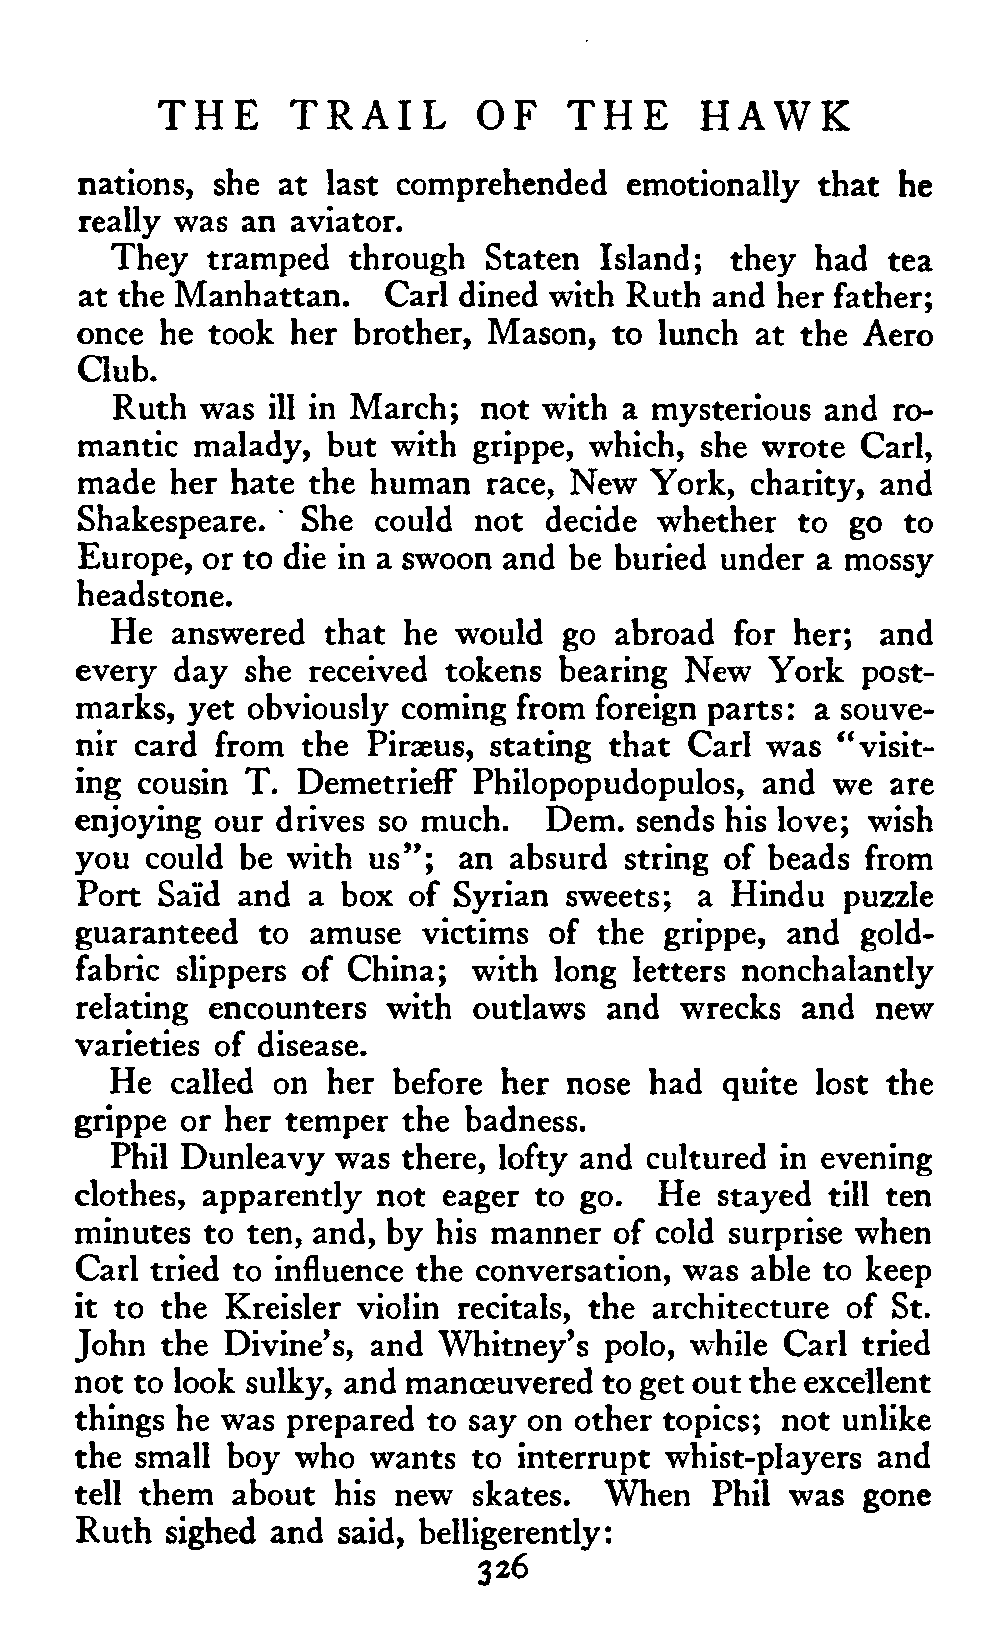 THE TRAIL OF THE HAWK
nations, she at last comprehended emotionally that he
really was an aviator.
They tramped through Staten Island; they had tea
at the Manhattan. Carl dined with Ruth and her father;
once he took her brother, Mason, to lunch at the Aero
Club.
Ruth was ill in March; not with a mysterious and ro-
mantic malady, but with grippe, which, she wrote Carl,
made her hate the human race, New York, charity, and
Shakespeare. She could not decide whether to go to
Europe, or to die in a swoon and be buried under a mossy
headstone.
He answered that he would go abroad for her; and
every day she received tokens bearing New York post-
marks, yet obviously coming from foreign parts: a souve-
nir card from the Piræus, stating that Carl was “visit-
ing cousin T. Demetrieff Philopopudopulos, and we are
enjoying our drives so much. Dem. sends his love; wish
you could be with us”; an absurd string of beads from
Port Saïd and a box of Syrian sweets; a Hindu puzzle
guaranteed to amuse victims of the grippe, and gold-
fabric slippers of China; with long letters nonchalantly
relating encounters with outlaws and wrecks and new
varieties of disease.
He called on her before her nose had quite lost the
grippe or her temper the badness.
Phil Dunleavy was there, lofty and cultured in evening
clothes, apparently not eager to go. He stayed till ten
minutes to ten, and, by his manner of cold surprise when
Carl tried to influence the conversation, was able to keep
it to the Kreisler violin recitals, the architecture of St.
John the Divine’s, and Whitney’s polo, while Carl tried
not to look sulky, and manœuvered to get out the excellent
things he was prepared to say on other topics; not unlike
the small boy who wants to interrupt whist-players and
tell them about his new skates. When Phil was gone
Ruth sighed and said, belligerently:
326